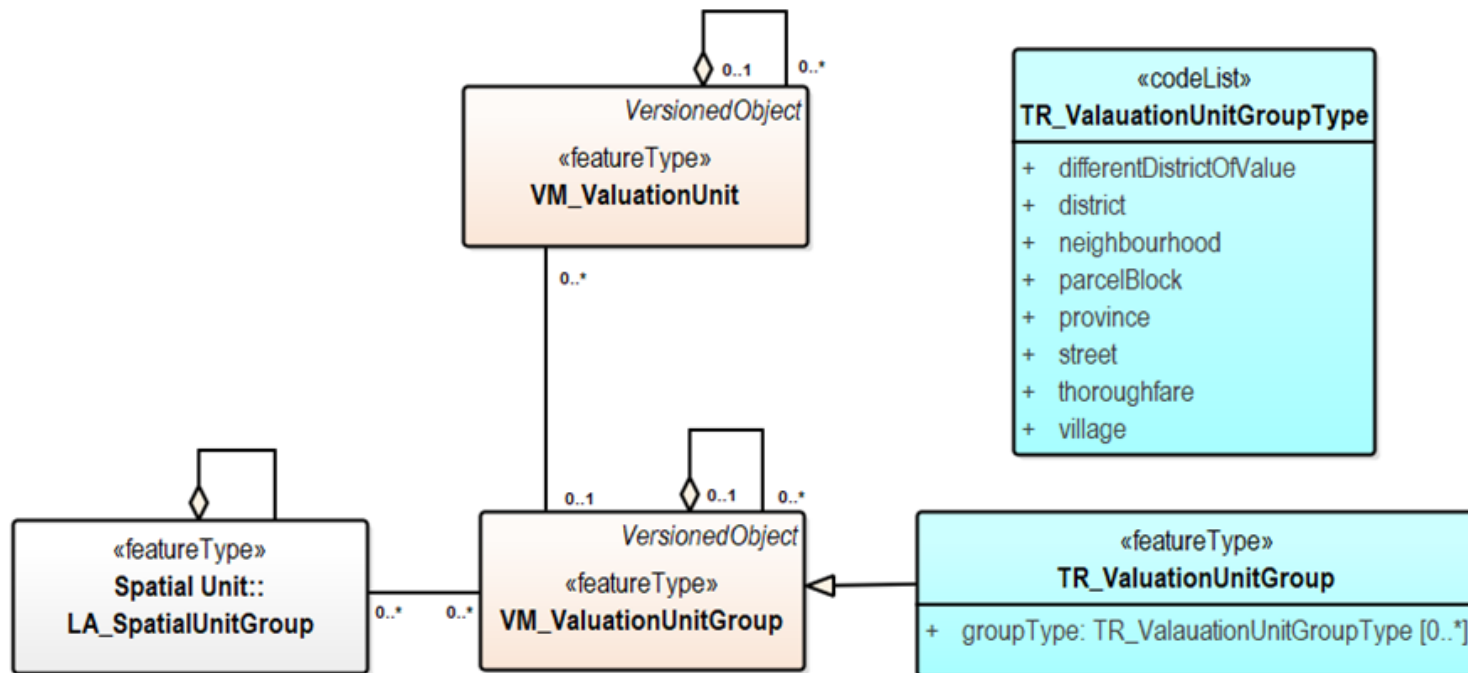 0..1
0..*
VersionedObject
«featureType»
VM_ValuationUnit
0..*
«codeList»
TR_ValauationUnitGroupType
+ differentDistrictOfValue
+ district
+ neighbourhood
+ parcelBlock
+ province
+ street
+ thoroughfare
+ village
0..1
0..1
0..*
«featureType»
Spatial Unit::
LA_SpatialUnitGroup
0..*
0..*
VersionedObject
«featureType»
VM_ValuationUnitGroup
«featureType»
TR_ValuationUnitGroup
+ groupType: TR_ValauationUnitGroupType [0..*]